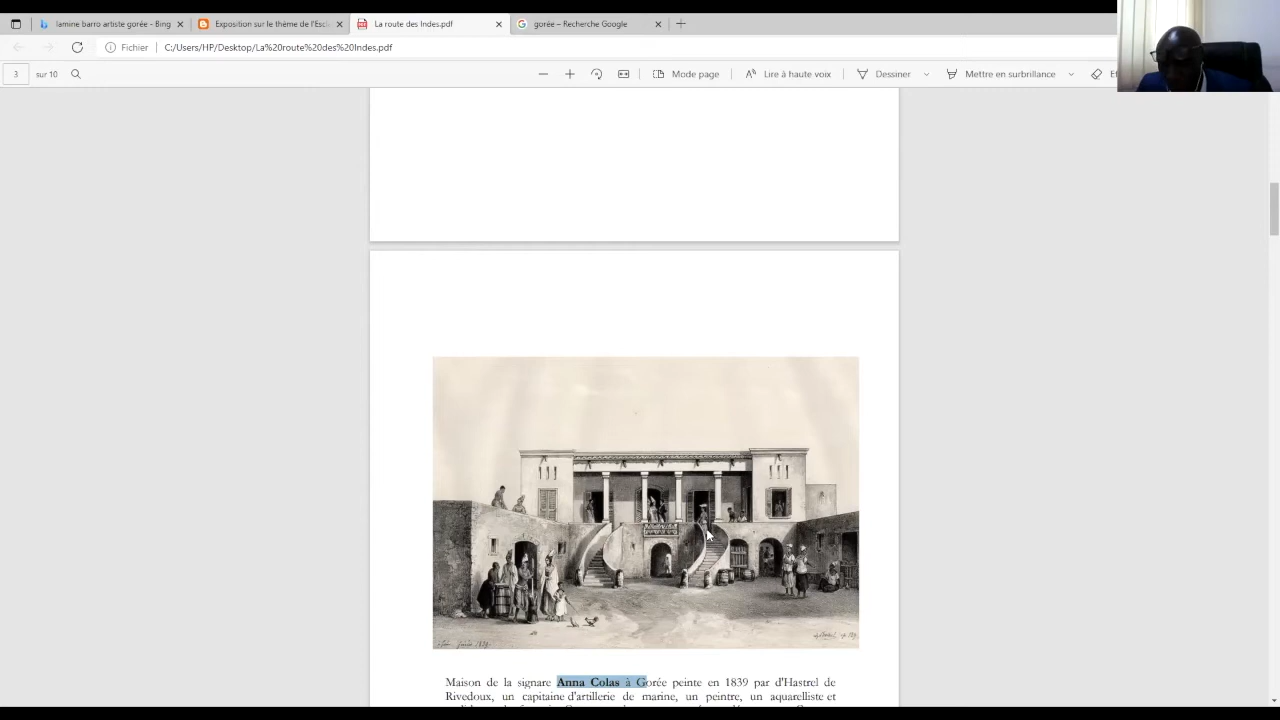 lamine barro artiste gorée - Bing
Exposition sur le thème de l'Escl
La route des Indes.pdf
gorée – Recherche Google
Fichier
C:/Users/HP/Desktop/La%20route%20des%20Indes.pdf
3 sur 10
Mode page
Lire à haute voix
Dessiner
Mettre en surbrillance
Maison de la signare Anna Colas à Gorée peinte en 1839 par d'Hastrel de
Rivedoux, un capitaine d'artillerie de marine, un peintre, un aquarelliste et